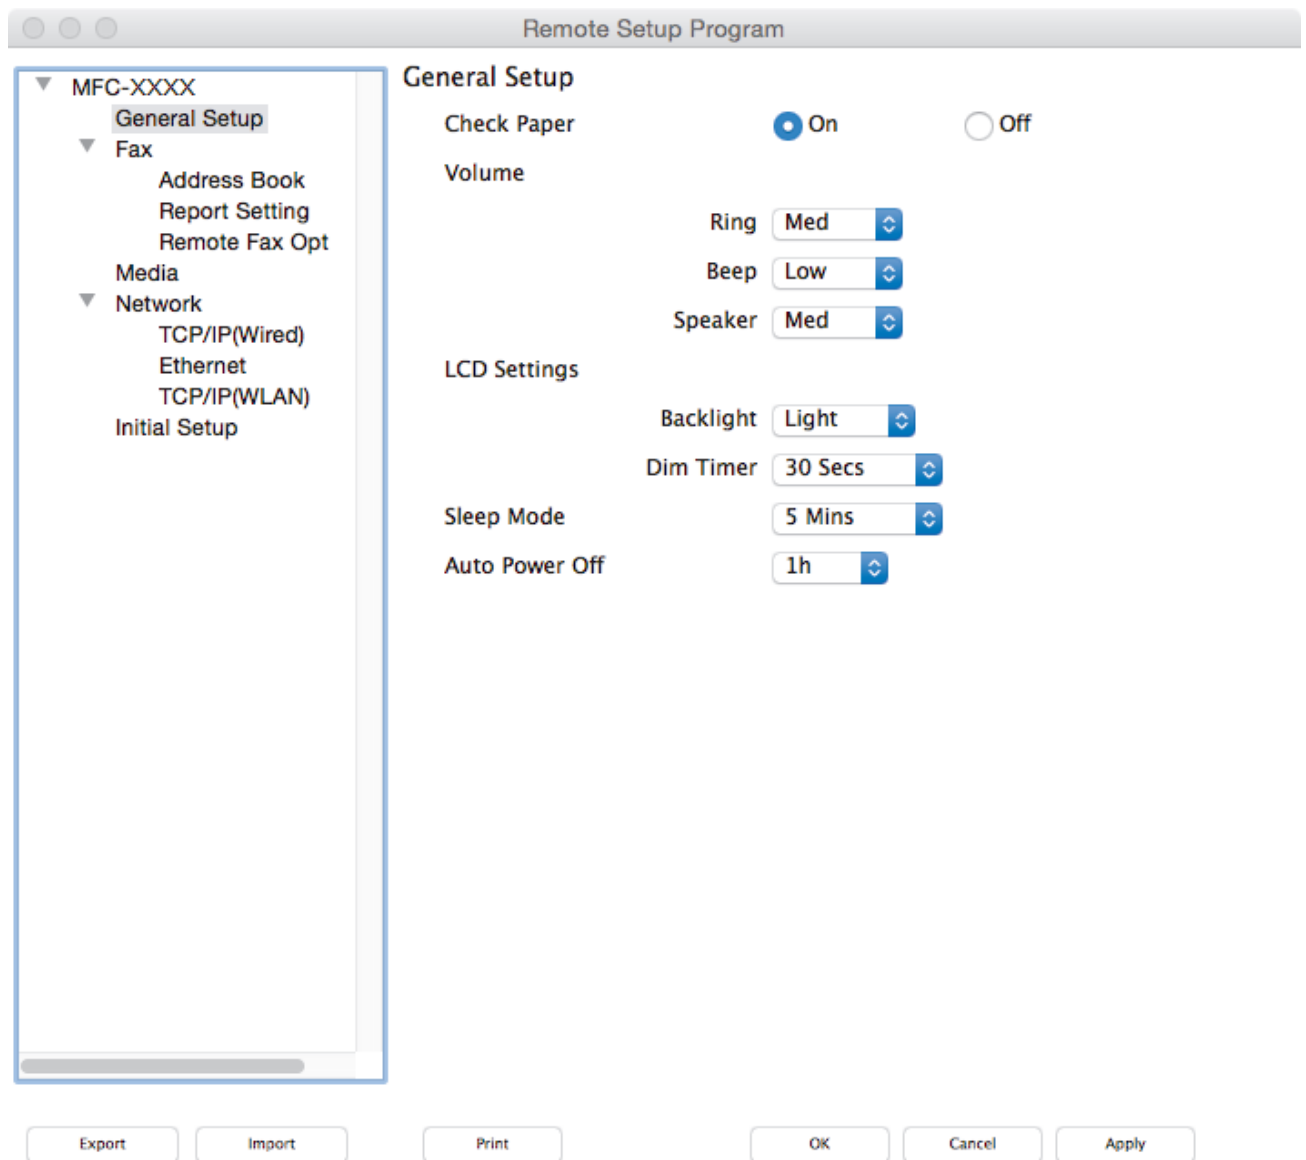 Remote Setup Program
MFC-XXXX
General Setup
Fax
Address Book
Report Setting
Remote Fax Opt
Media
Network
TCP/IP(Wired)
Ethernet
TCP/IP(WLAN)
Initial Setup
General Setup
Check Paper On Off
Volume
Ring Med
Beep Low
Speaker Med
LCD Settings
Backlight Light
Dim Timer 30 Secs
Sleep Mode 5 Mins
Auto Power Off 1h
Export Import Print OK Cancel Apply